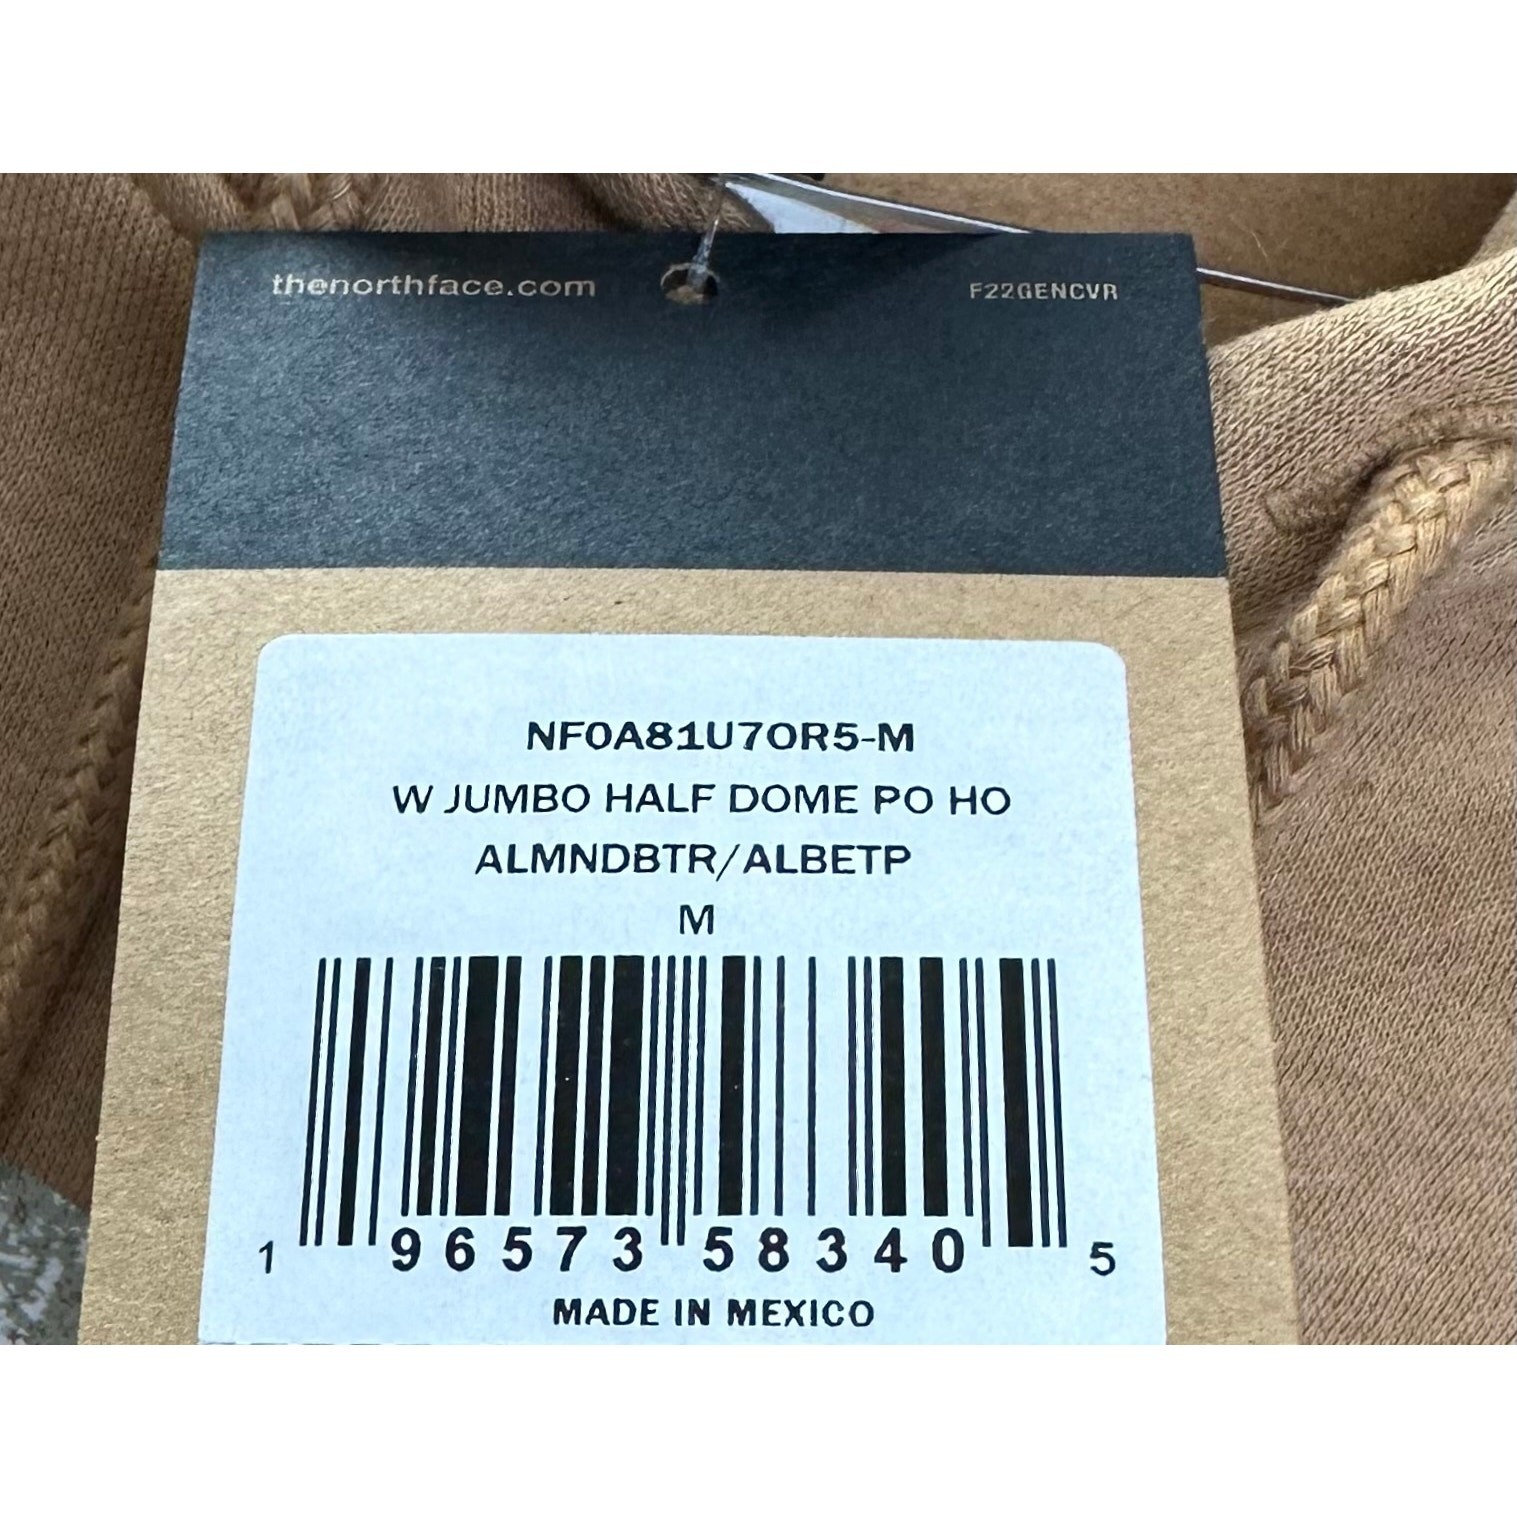 thenorthface.com
F22GENCVR
NF0A81U7OR5-M
W JUMBO HALF DOME PO HO
ALMNDBTR/ALBETP
M
1 96573 58340 5
MADE IN MEXICO